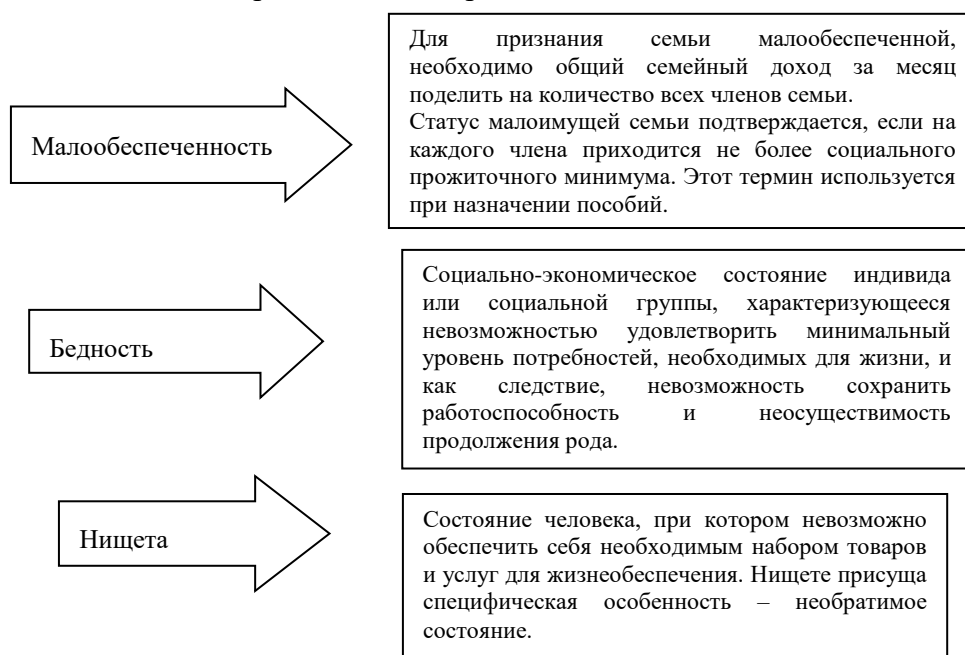 Малообеспеченность
Для признания семьи малообеспеченной,
необходимо общий семейный доход за месяц
поделить на количество всех членов семьи.
Статус малоимущей семьи подтверждается, если на
каждого члена приходится не более социального
прожиточного минимума. Этот термин используется
при назначении пособий.
Бедность
Социально-экономическое состояние индивида
или социальной группы, характеризующееся
невозможностью удовлетворить минимальный
уровень потребностей, необходимых для жизни, и
как следствие, невозможность сохранить
работоспособность и неосуществимость
продолжения рода.
Нищета
Состояние человека, при котором невозможно
обеспечить себя необходимым набором товаров
и услуг для жизнеобеспечения. Нищете присуща
специфическая особенность – необратимое
состояние.